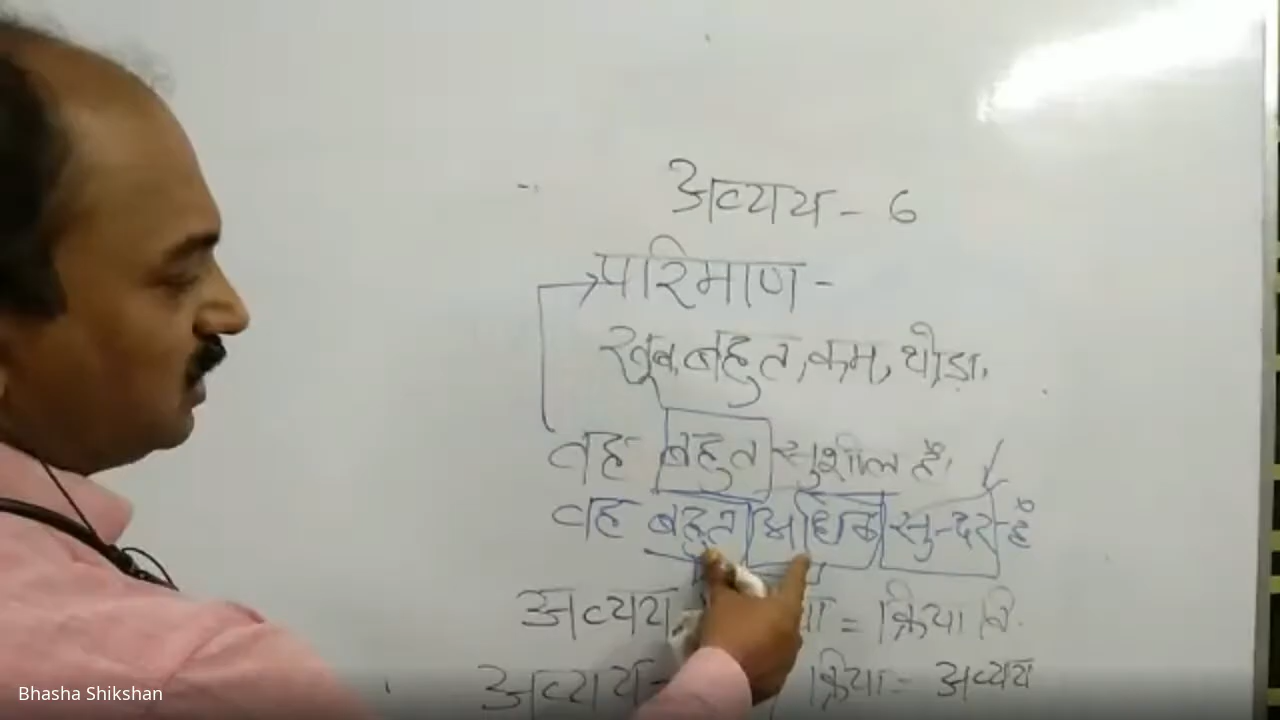 अव्यय - 6
परिमाण -
खूब, बहुत, कम, थोड़ा,
वह बहुत सुशील है।
वह बहुत अधिक सुन्दर है
अव्यय = क्रिया वि.
अव्यय - क्रिया = अव्यय
Bhasha Shikshan